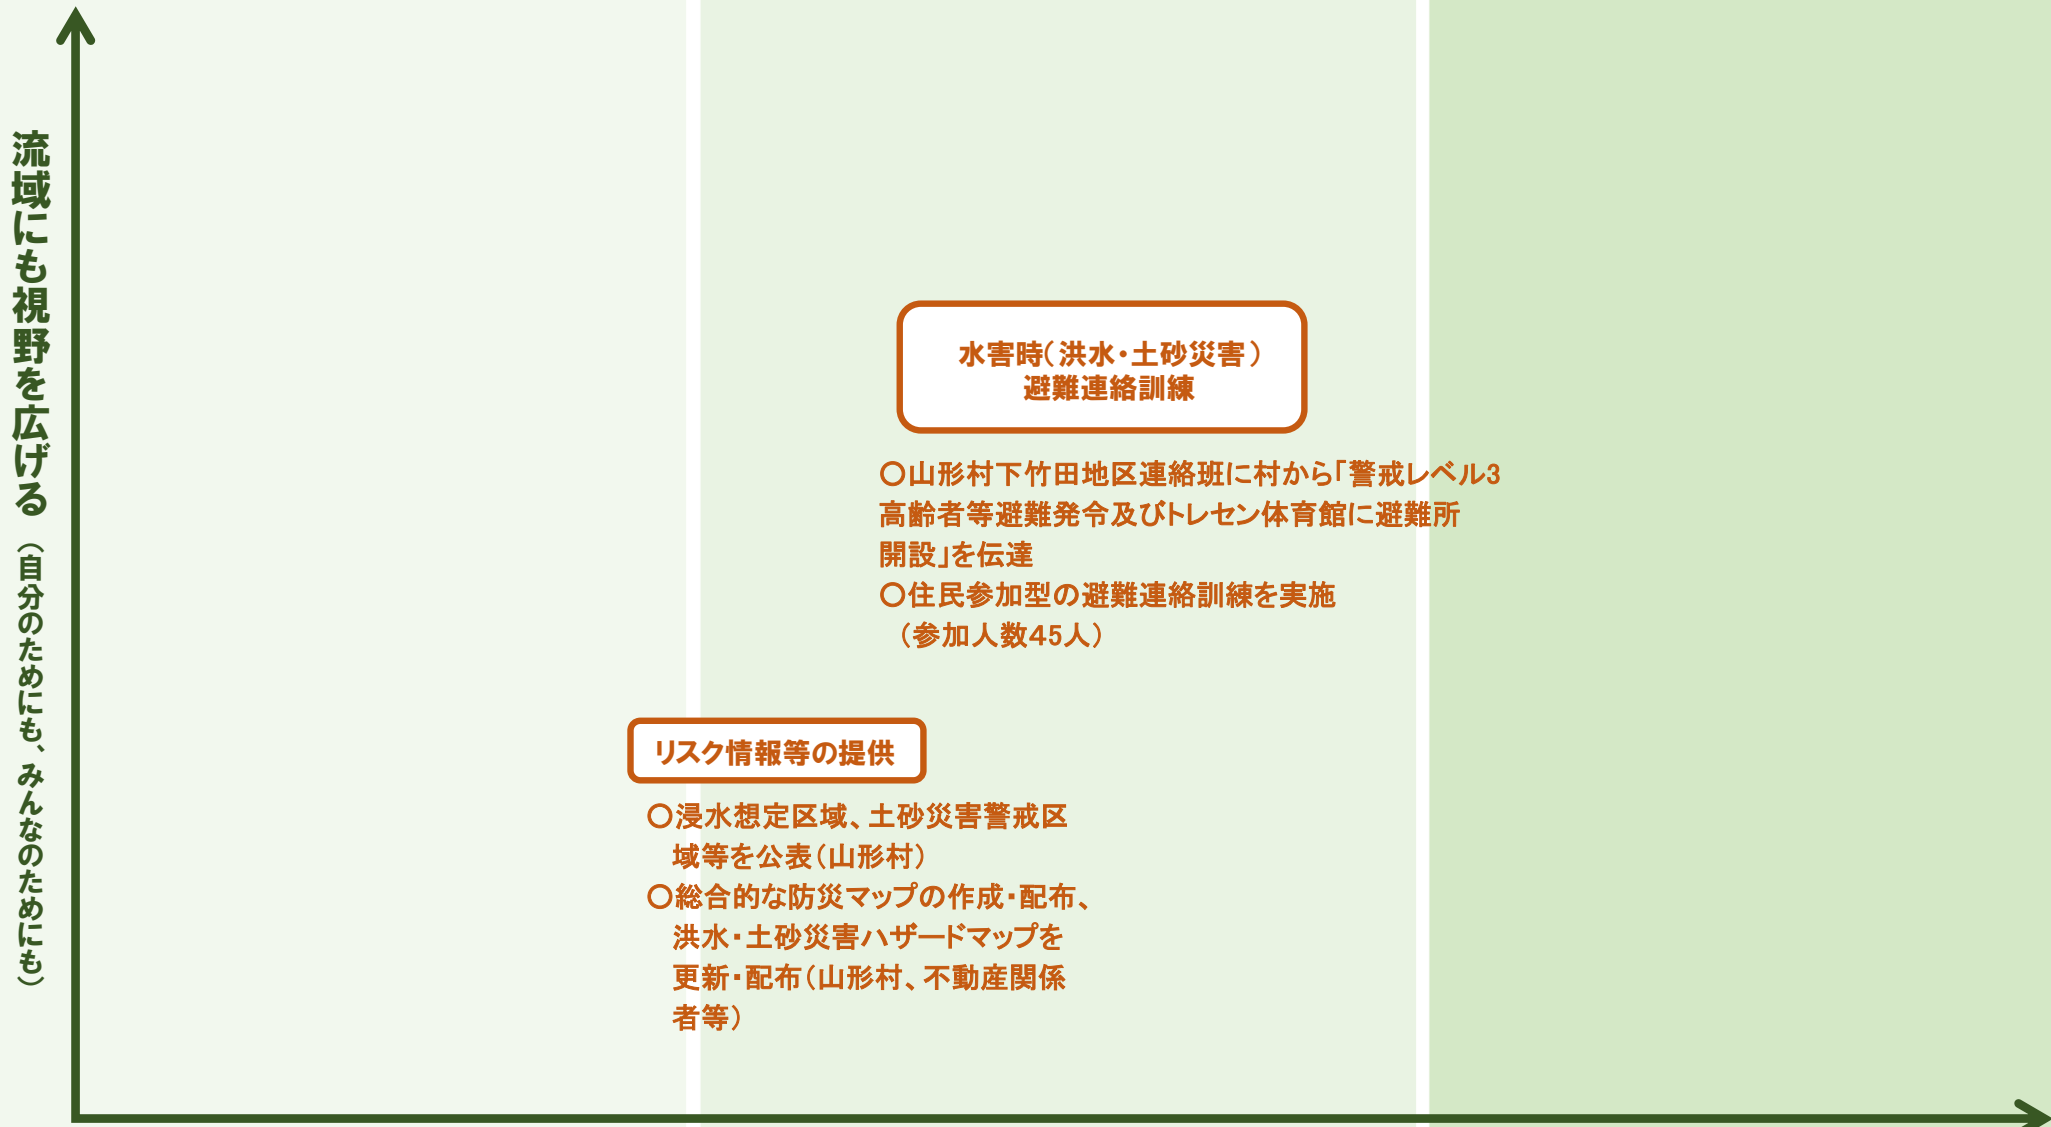 流域にも視野を広げる（自分のためにも、みんなのためにも）
水害時（洪水・土砂災害）
避難連絡訓練
〇山形村下竹田地区連絡班に村から「警戒レベル3
高齢者等避難発令及びトレセン体育館に避難所
開設」を伝達
〇住民参加型の避難連絡訓練を実施
（参加人数45人）
リスク情報等の提供
〇浸水想定区域、土砂災害警戒区
域等を公表（山形村）
〇総合的な防災マップの作成・配布、
洪水・土砂災害ハザードマップを
更新・配布（山形村、不動産関係
者等）